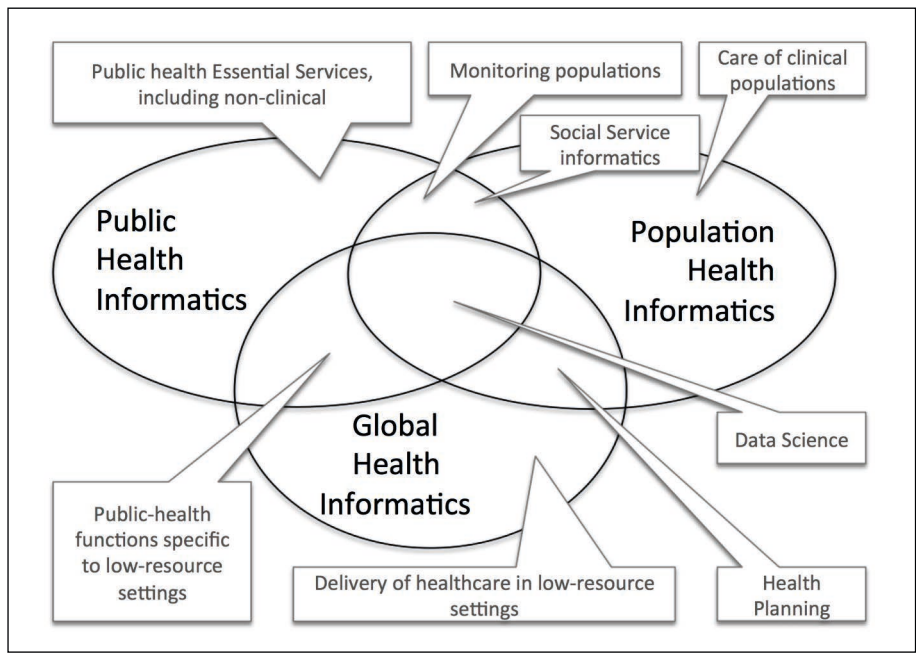 Public health Essential Services,
including non-clinical
Monitoring populations
Care of clinical
populations
Social Service
informatics
Public
Health
Informatics
Population
Health
Informatics
Global
Health
Informatics
Data Science
Public-health
functions specific
to low-resource
settings
Delivery of healthcare in low-resource
settings
Health
Planning